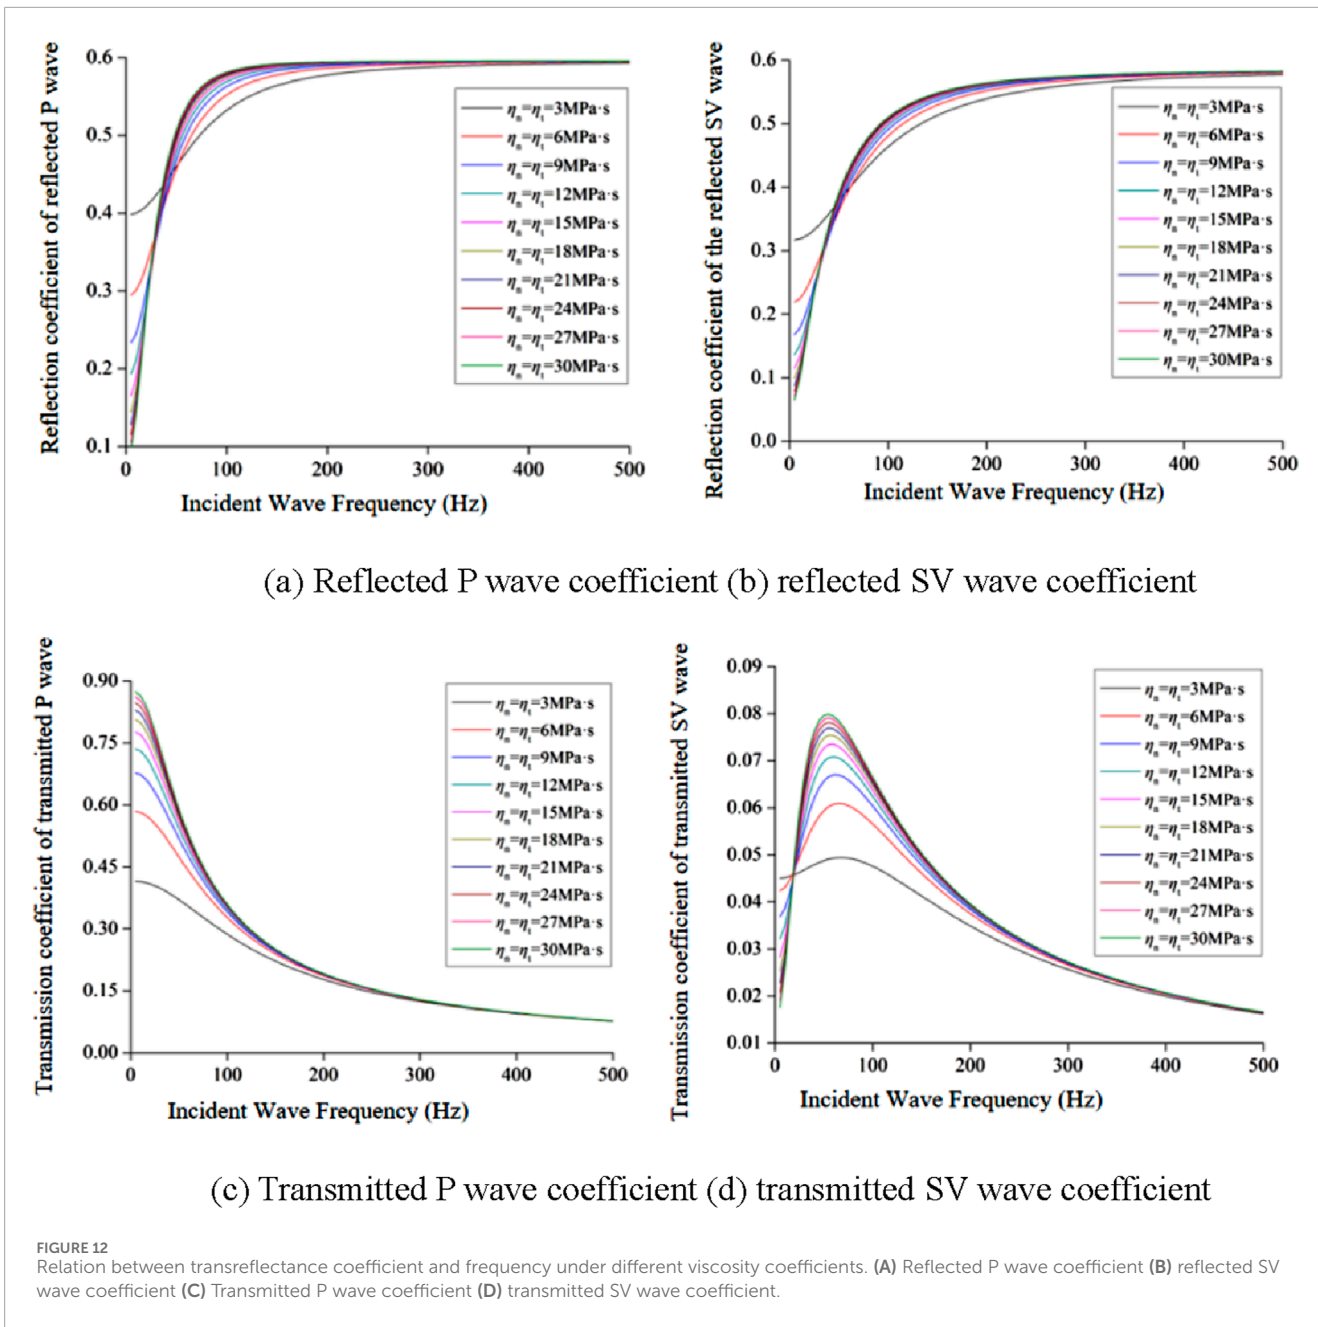 Reflection coefficient of reflected P wave
0.6
0.5
0.4
0.3
0.2
0.1
0 100 200 300 400 500
Incident Wave Frequency (Hz)
ηn=ηt=3MPa·s
ηn=ηt=6MPa·s
ηn=ηt=9MPa·s
ηn=ηt=12MPa·s
ηn=ηt=15MPa·s
ηn=ηt=18MPa·s
ηn=ηt=21MPa·s
ηn=ηt=24MPa·s
ηn=ηt=27MPa·s
ηn=ηt=30MPa·s
Reflection coefficient of the reflected SV wave
0.6
0.5
0.4
0.3
0.2
0.1
0.0
0 100 200 300 400 500
Incident Wave Frequency (Hz)
ηn=ηt=3MPa·s
ηn=ηt=6MPa·s
ηn=ηt=9MPa·s
ηn=ηt=12MPa·s
ηn=ηt=15MPa·s
ηn=ηt=18MPa·s
ηn=ηt=21MPa·s
ηn=ηt=24MPa·s
ηn=ηt=27MPa·s
ηn=ηt=30MPa·s
(a) Reflected P wave coefficient (b) reflected SV wave coefficient
Transmission coefficient of transmitted P wave
0.90
0.75
0.60
0.45
0.30
0.15
0.00
0 100 200 300 400 500
Incident Wave Frequency (Hz)
ηn=ηt=3MPa·s
ηn=ηt=6MPa·s
ηn=ηt=9MPa·s
ηn=ηt=12MPa·s
ηn=ηt=15MPa·s
ηn=ηt=18MPa·s
ηn=ηt=21MPa·s
ηn=ηt=24MPa·s
ηn=ηt=27MPa·s
ηn=ηt=30MPa·s
Transmission coefficient of transmitted SV wave
0.09
0.08
0.07
0.06
0.05
0.04
0.03
0.02
0.01
0 100 200 300 400 500
Incident Wave Frequency (Hz)
ηn=ηt=3MPa·s
ηn=ηt=6MPa·s
ηn=ηt=9MPa·s
ηn=ηt=12MPa·s
ηn=ηt=15MPa·s
ηn=ηt=18MPa·s
ηn=ηt=21MPa·s
ηn=ηt=24MPa·s
ηn=ηt=27MPa·s
ηn=ηt=30MPa·s
(c) Transmitted P wave coefficient (d) transmitted SV wave coefficient
FIGURE 12
Relation between transreflectance coefficient and frequency under different viscosity coefficients. (A) Reflected P wave coefficient (B) reflected SV
wave coefficient (C) Transmitted P wave coefficient (D) transmitted SV wave coefficient.